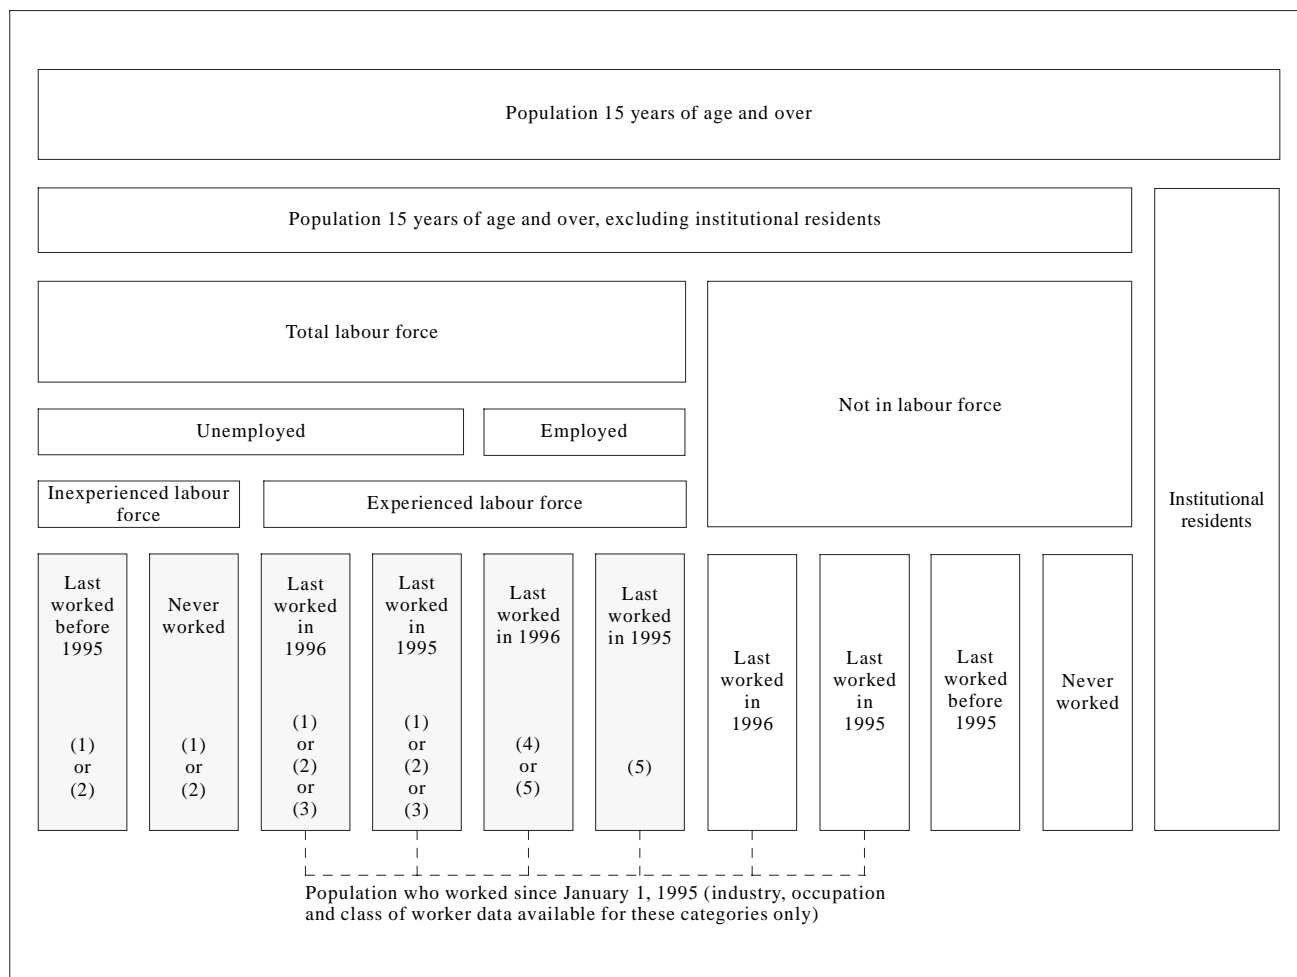 Population 15 years of age and over
Population 15 years of age and over, excluding institutional residents
Total labour force
Not in labour force
Unemployed
Employed
Inexperienced labour
force
Experienced labour force
Institutional
residents
Last
worked
before
1995
(1)
or
(2)
Never
worked
(1)
or
(2)
Last
worked
in
1996
(1)
or
(2)
or
(3)
Last
worked
in
1995
(1)
or
(2)
or
(3)
Last
worked
in 1996
(4)
or
(5)
Last
worked
in 1995
(5)
Last
worked
in
1996
Last
worked
in
1995
Last
worked
before
1995
Never
worked
Population who worked since January 1, 1995 (industry, occupation
and class of worker data available for these categories only)